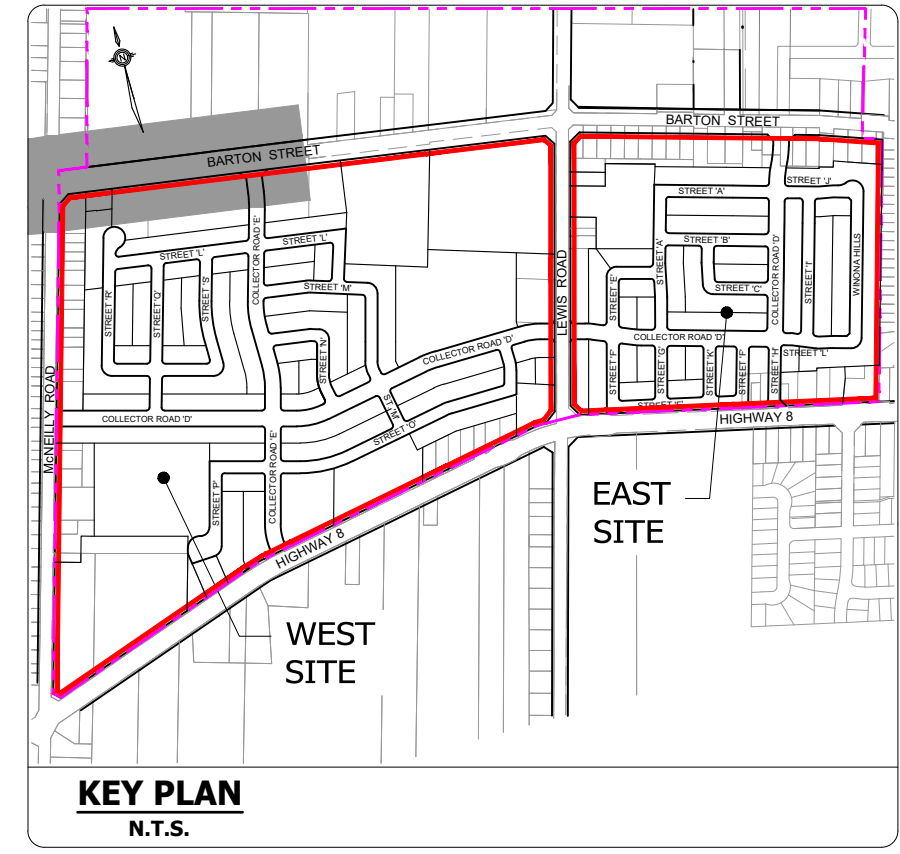 N
BARTON STREET
BARTON STREET
STREET 'A'
STREET 'J'
STREET 'L'
STREET 'L'
COLLECTOR ROAD 'E'
STREET 'A'
STREET 'B'
COLLECTOR ROAD 'D'
STREET 'I'
WINONA HILLS
STREET 'R'
STREET 'Q'
STREET 'S'
STREET 'M'
LEWIS ROAD
STREET 'E'
STREET 'C'
STREET 'N'
COLLECTOR ROAD 'D'
COLLECTOR ROAD 'D'
STREET 'F'
STREET 'G'
STREET 'K'
STREET 'F'
STREET 'H'
STREET 'L'
McNEILLY ROAD
COLLECTOR ROAD 'D'
ST. 'M'
STREET 'O'
HIGHWAY 8
COLLECTOR ROAD 'E'
STREET 'P'
EAST
SITE
HIGHWAY 8
WEST
SITE
KEY PLAN
N.T.S.